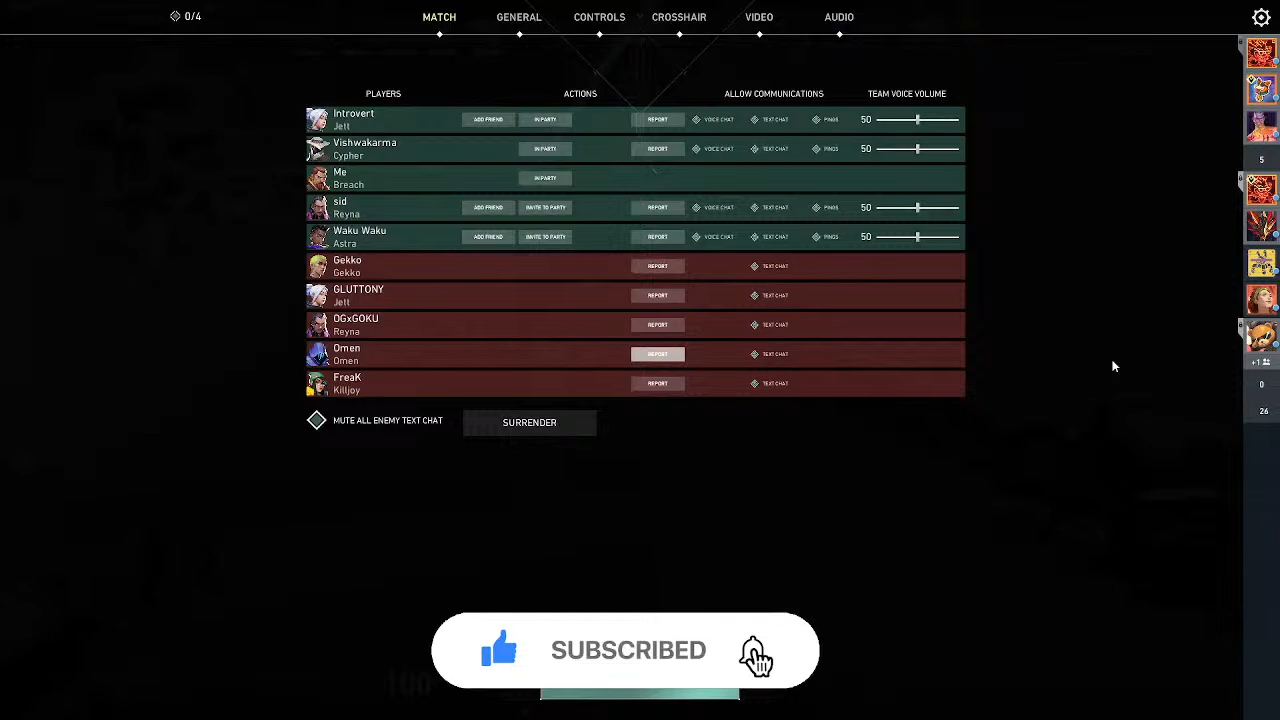 0/4
MATCH GENERAL CONTROLS CROSSHAIR VIDEO AUDIO
PLAYERS ACTIONS ALLOW COMMUNICATIONS TEAM VOICE VOLUME
Introvert
Jett
ADD FRIEND IN PARTY REPORT VOICE CHAT TEXT CHAT PINGS 50
Vishwakarma
Cypher
IN PARTY REPORT VOICE CHAT TEXT CHAT PINGS 50
Me
Breach
IN PARTY
sid
Reyna
ADD FRIEND INVITE TO PARTY REPORT VOICE CHAT TEXT CHAT PINGS 50
Waku Waku
Astra
ADD FRIEND INVITE TO PARTY REPORT VOICE CHAT TEXT CHAT PINGS 50
Gekko
Gekko
REPORT TEXT CHAT
GLUTTONY
Jett
REPORT TEXT CHAT
OGxGOKU
Reyna
REPORT TEXT CHAT
Omen
Omen
REPORT TEXT CHAT
FreaK
Killjoy
REPORT TEXT CHAT
MUTE ALL ENEMY TEXT CHAT SURRENDER
5
+1
0
26
SUBSCRIBED
100